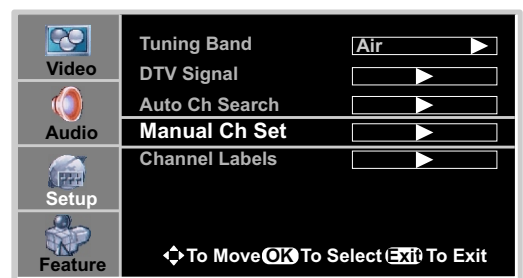 Video
Audio
Setup
Feature
Tuning Band Air
DTV Signal
Auto Ch Search
Manual Ch Set
Channel Labels
To Move OK To Select Exit To Exit